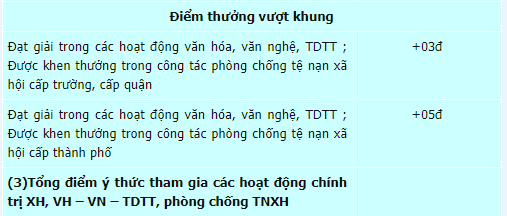 Điểm thưởng vượt khung
Đạt giải trong các hoạt động văn hóa, văn nghệ, TDTT ; +03đ
Được khen thưởng trong công tác phòng chống tệ nạn xã
hội cấp trường, cấp quận
Đạt giải trong các hoạt động văn hóa, văn nghệ, TDTT ; +05đ
Được khen thưởng trong công tác phòng chống tệ nạn xã
hội cấp thành phố
(3)Tổng điểm ý thức tham gia các hoạt động chính
trị XH, VH – VN – TDTT, phòng chống TNXH